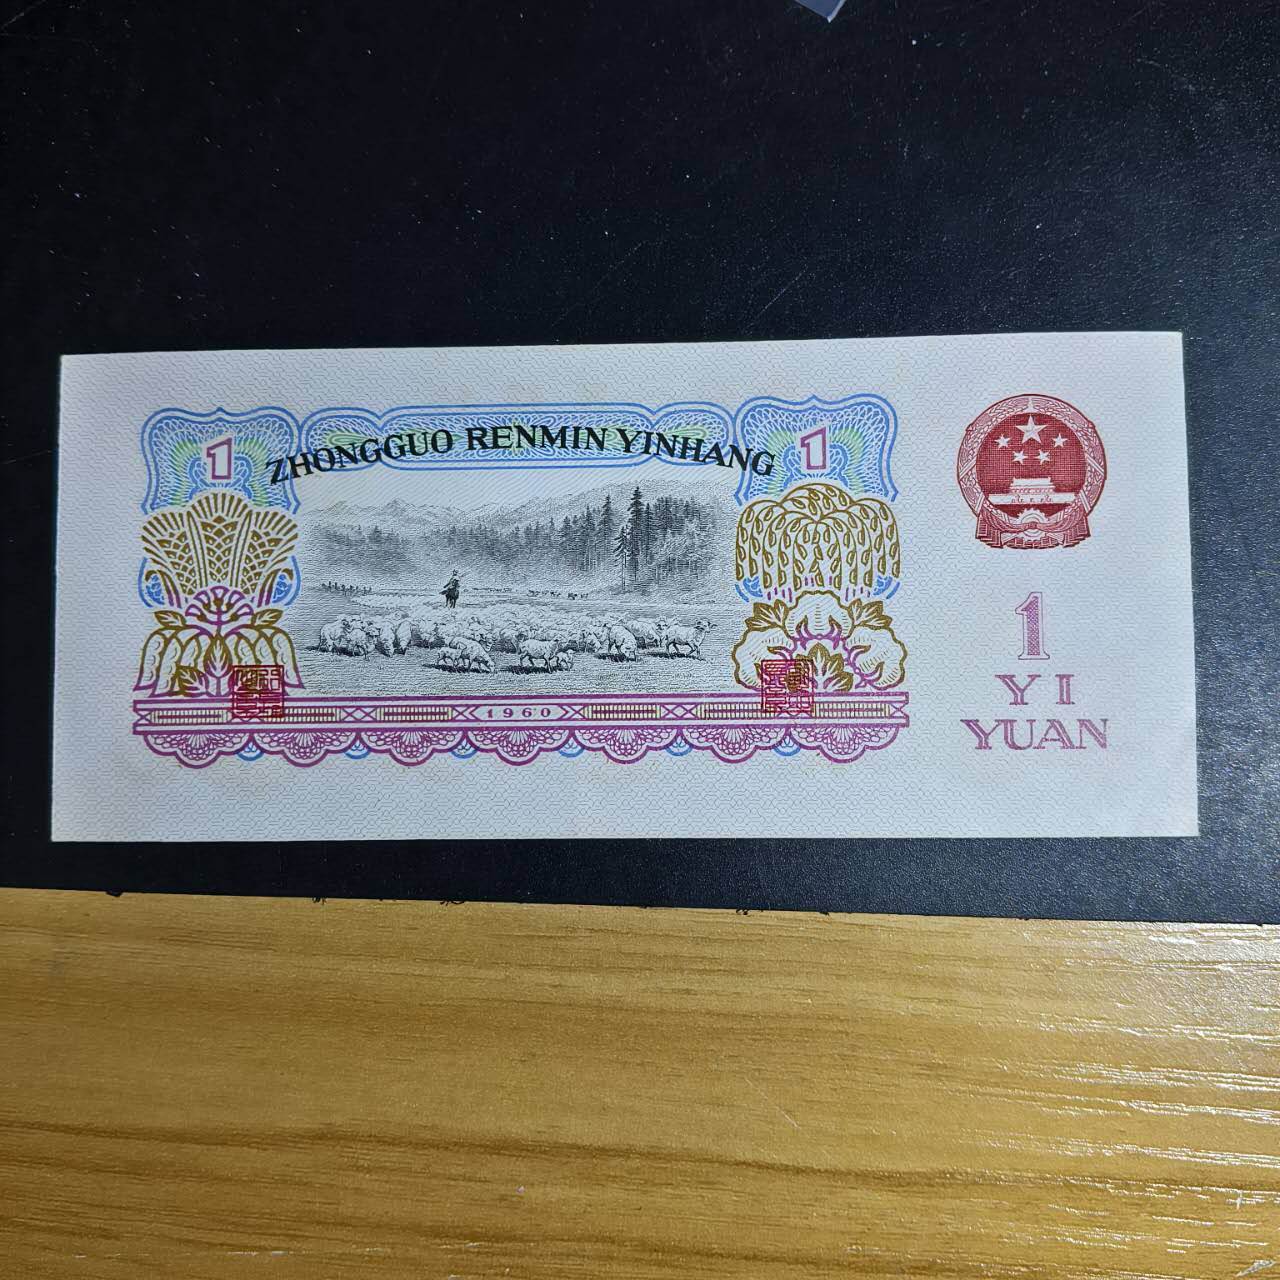 ZHONGGUO RENMIN YINHANG
1
1
1960
1
YI
YUAN